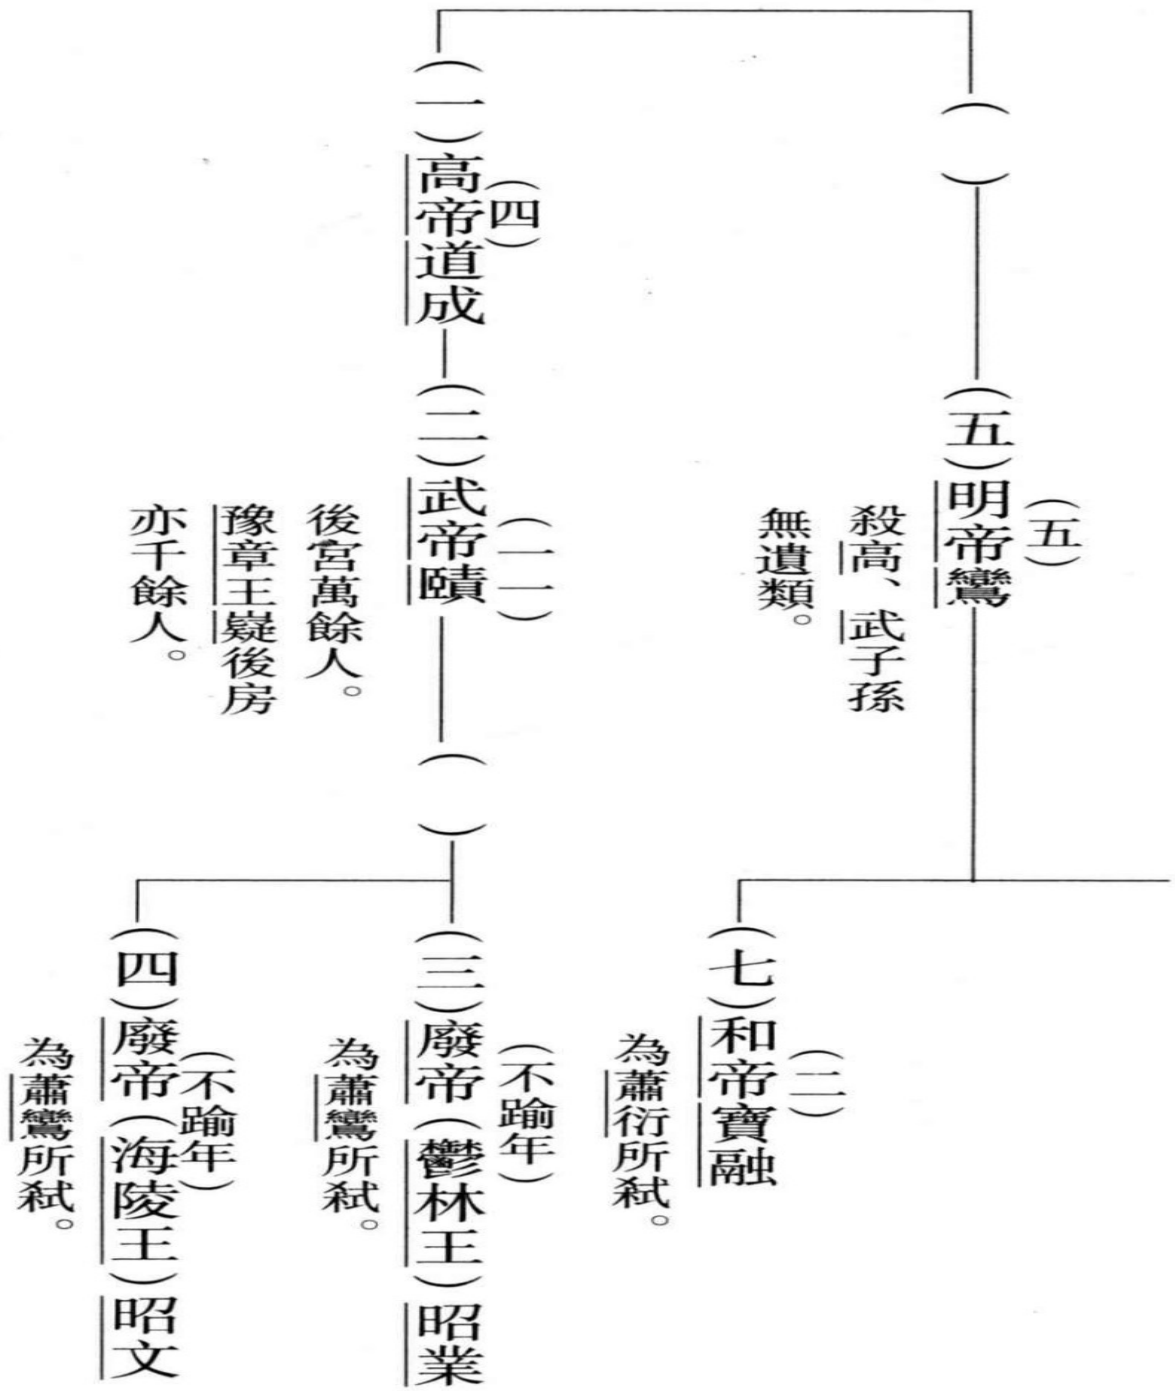 （　）
（五）明帝鸞
（五）
殺高、武子孫
無遺類。
（七）和帝寶融
（二）
為蕭衍所弒。
（一）高帝道成
（四）
（二）武帝賾
（一一）
後宮萬餘人。
豫章王嶷後房
亦千餘人。
（　）
（三）廢帝（鬱林王）昭業
（不踰年）
為蕭鸞所弒。
（四）廢帝（海陵王）昭文
（不踰年）
為蕭鸞所弒。